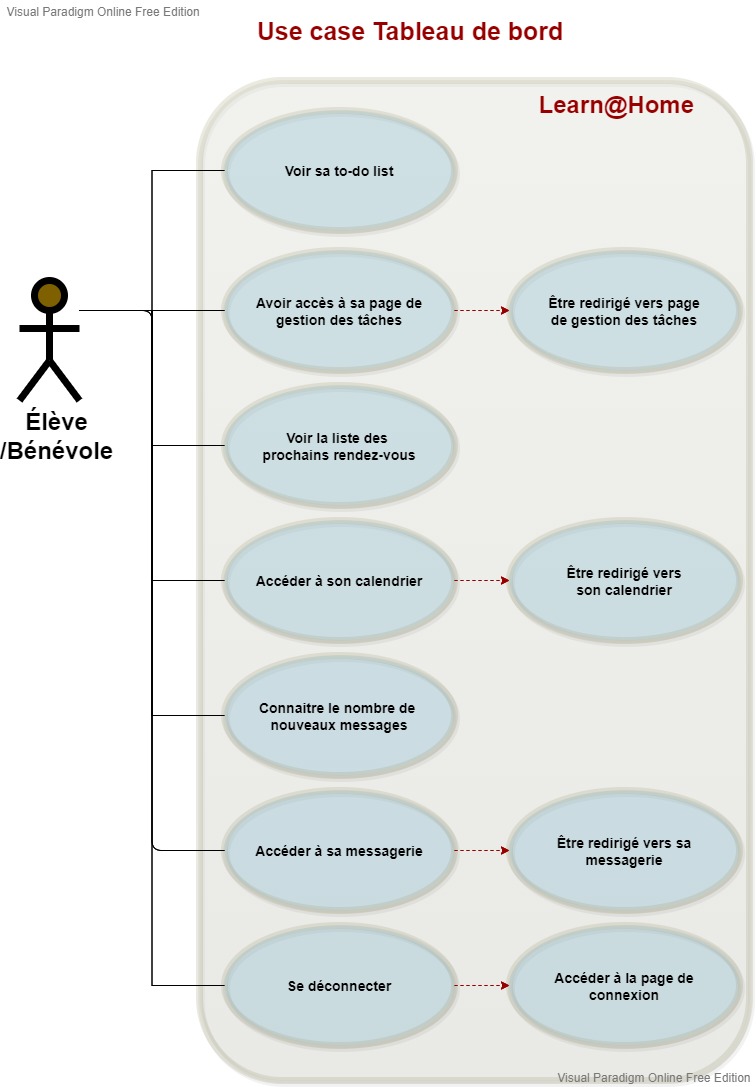 Visual Paradigm Online Free Edition
Use case Tableau de bord
Learn@Home
Voir sa to-do list
Avoir accès à sa page de
gestion des tâches
Être redirigé vers page
de gestion des tâches
Élève
/Bénévole
Voir la liste des
prochains rendez-vous
Accéder à son calendrier
Être redirigé vers
son calendrier
Connaitre le nombre de
nouveaux messages
Accéder à sa messagerie
Être redirigé vers sa
messagerie
Se déconnecter
Accéder à la page de
connexion
Visual Paradigm Online Free Edition